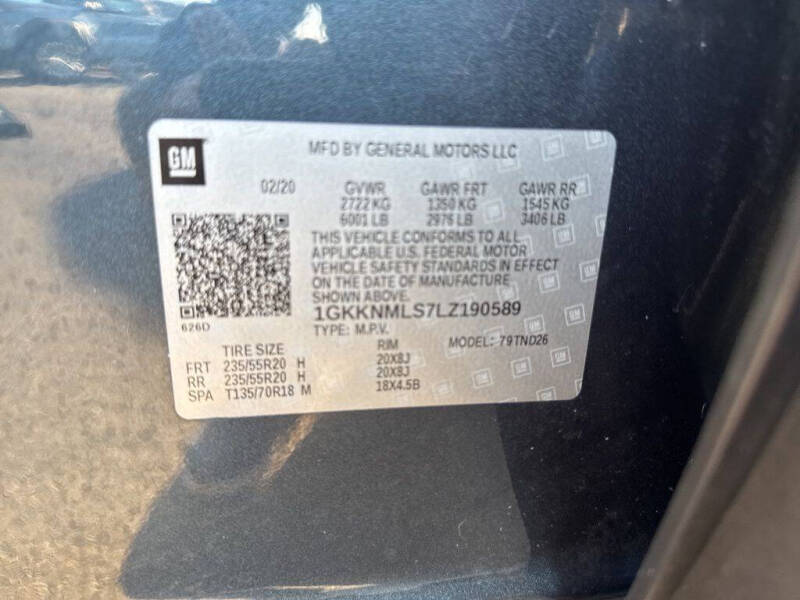 GM
MFD BY GENERAL MOTORS LLC
02/20 GVWR GAWR FRT GAWR RR
2722 KG 1350 KG 1545 KG
6001 LB 2976 LB 3406 LB
THIS VEHICLE CONFORMS TO ALL
APPLICABLE U.S. FEDERAL MOTOR
VEHICLE SAFETY STANDARDS IN EFFECT
ON THE DATE OF MANUFACTURE
SHOWN ABOVE.
626D
1GKKNMLS7LZ190589
TYPE: M.P.V. MODEL: 79TND26
TIRE SIZE RIM
FRT 235/55R20 H 20X8J
RR 235/55R20 H 20X8J
SPA T135/70R18 M 18X4.5B